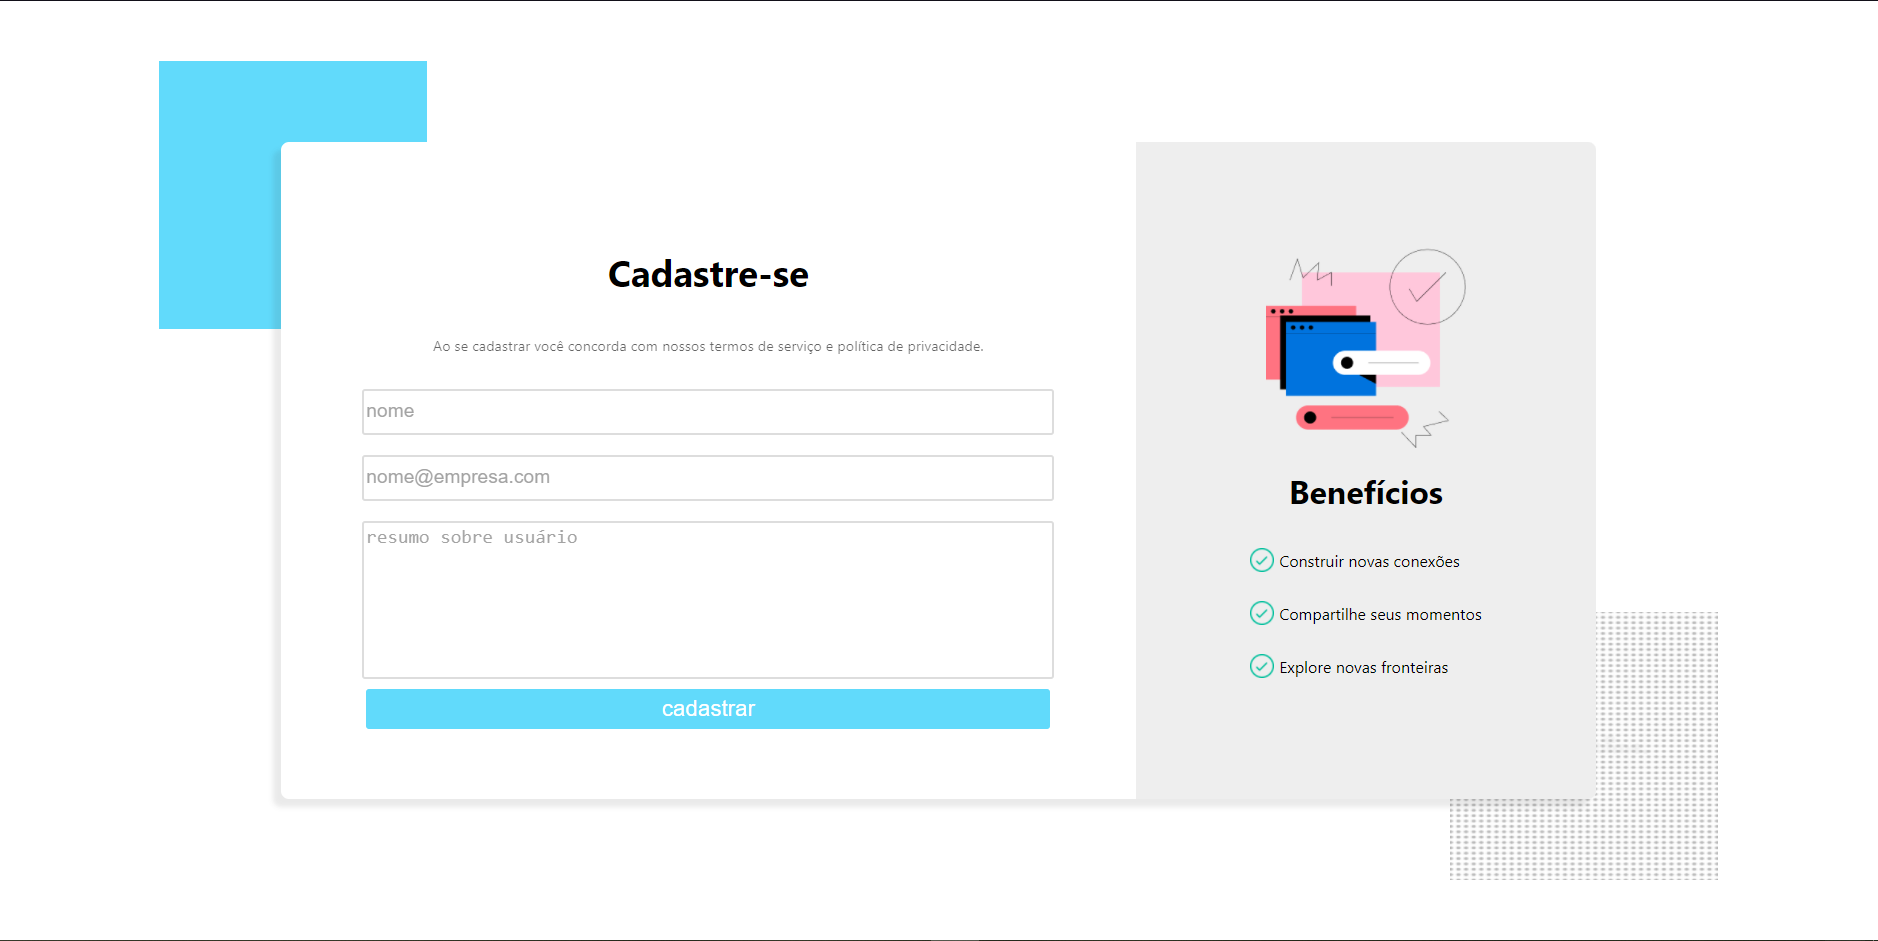 Cadastre-se
Ao se cadastrar você concorda com nossos termos de serviço e política de privacidade.
nome
nome@empresa.com
resumo sobre usuário
cadastrar
Benefícios
Construir novas conexões
Compartilhe seus momentos
Explore novas fronteiras